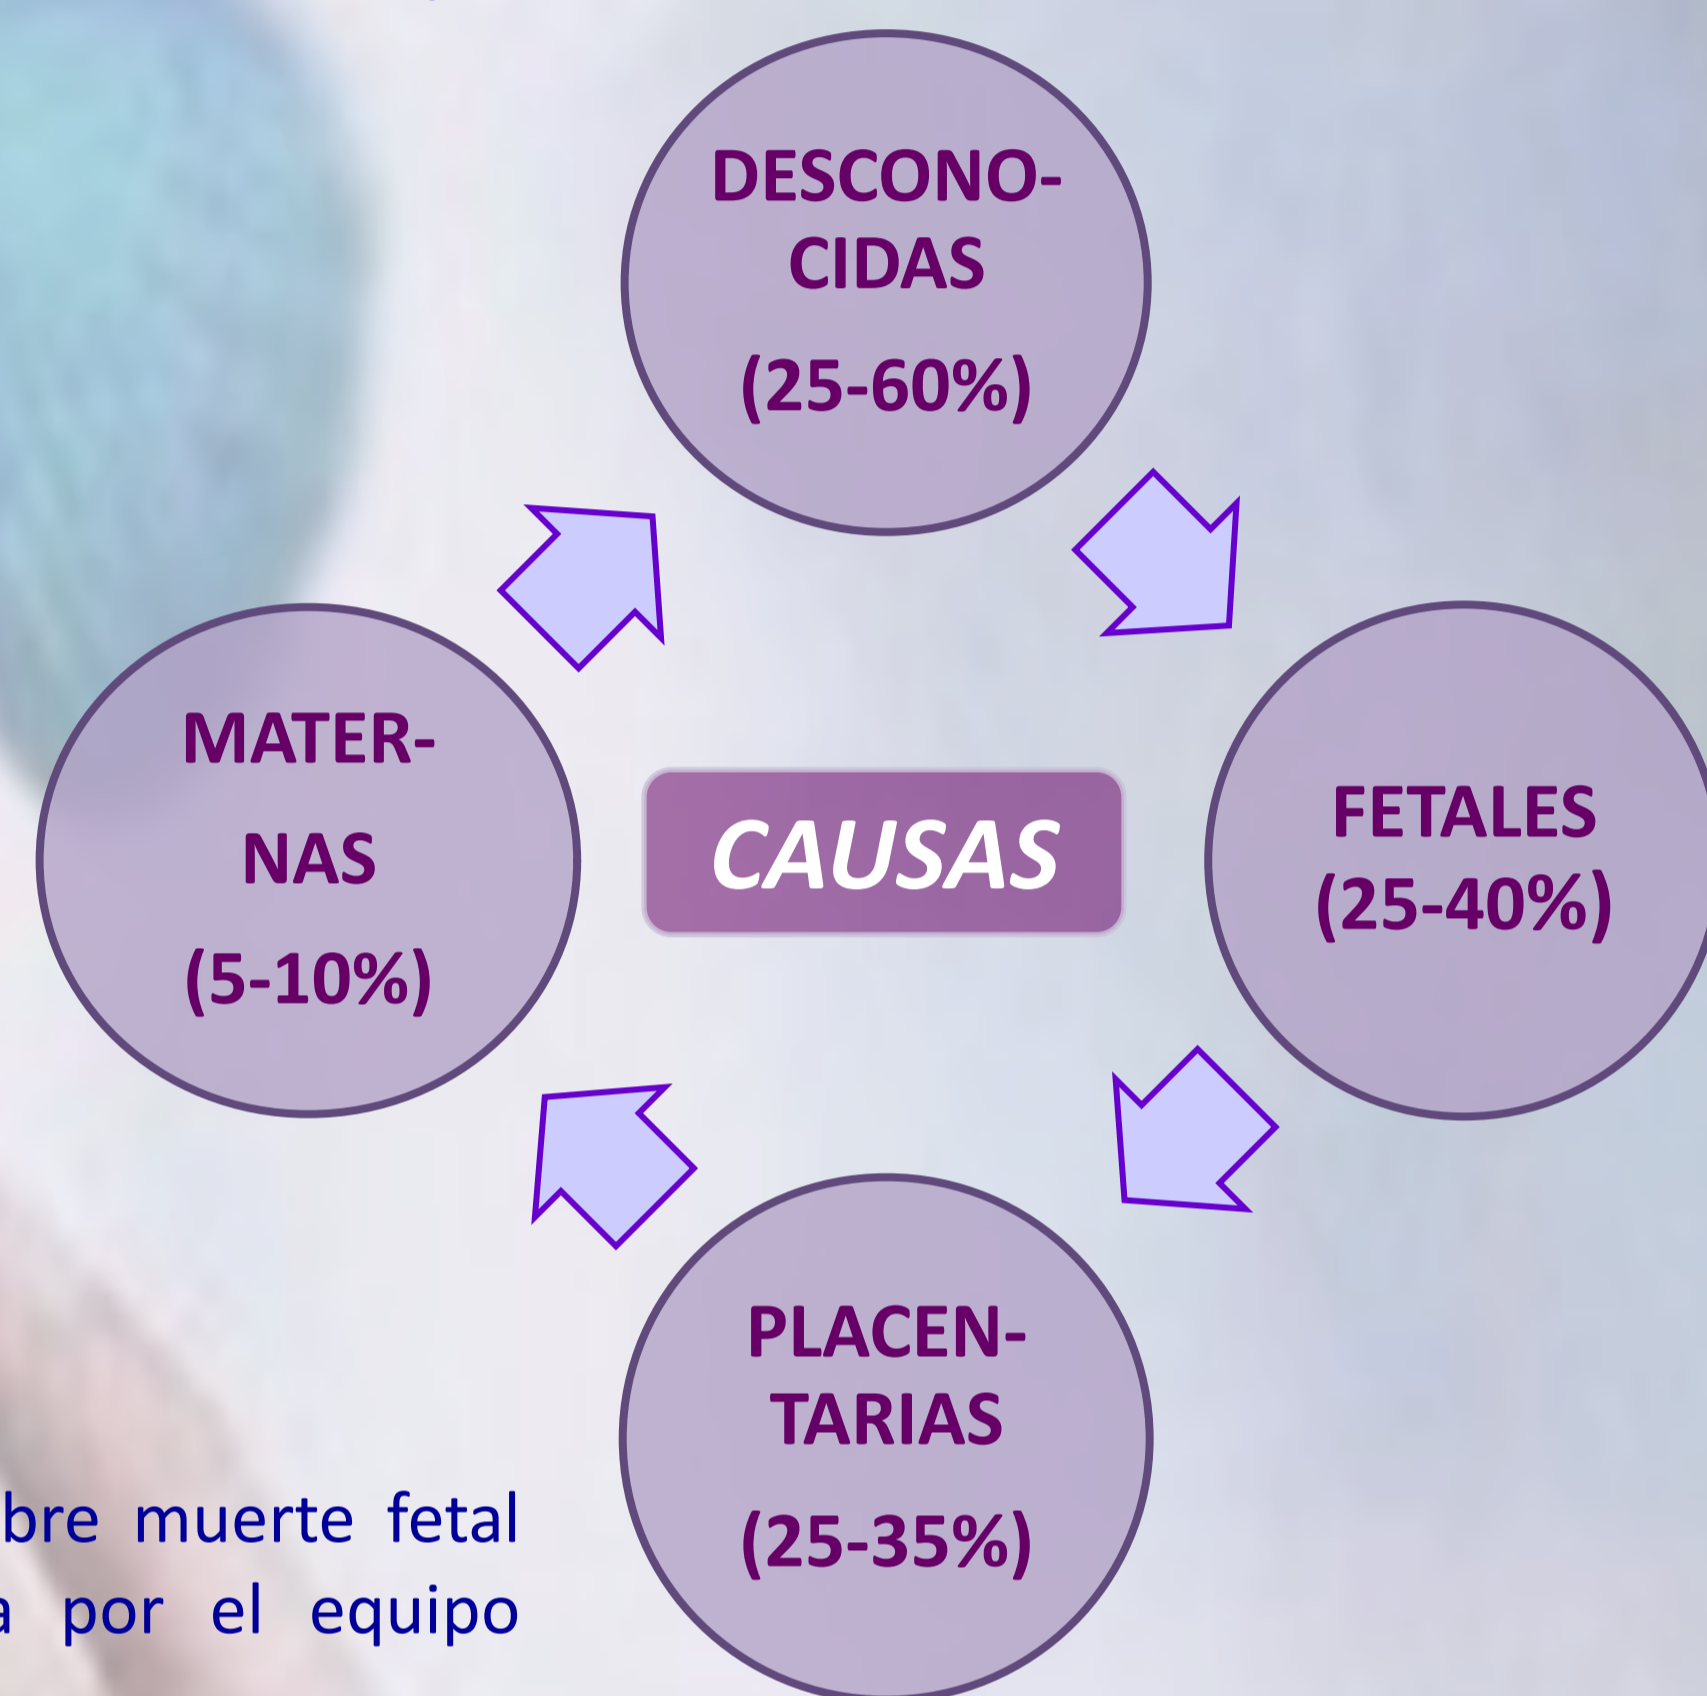 DESCONO-
CIDAS
(25-60%)
MATER-
NAS
(5-10%)
CAUSAS
FETALES
(25-40%)
PLACEN-
TARIAS
(25-35%)
muerte fetal
por el equipo